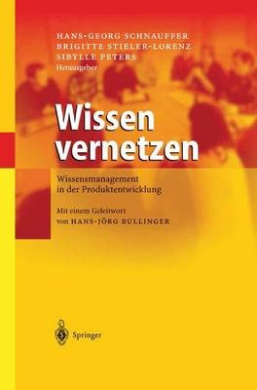 HANS-GEORG SCHNAUFFER
BRIGITTE STIELER-LORENZ
SIBYLLE PETERS
Herausgeber
Wissen
vernetzen
Wissensmanagement
in der Produktentwicklung
Mit einem Geleitwort
von HANS-JÖRG BULLINGER
Springer